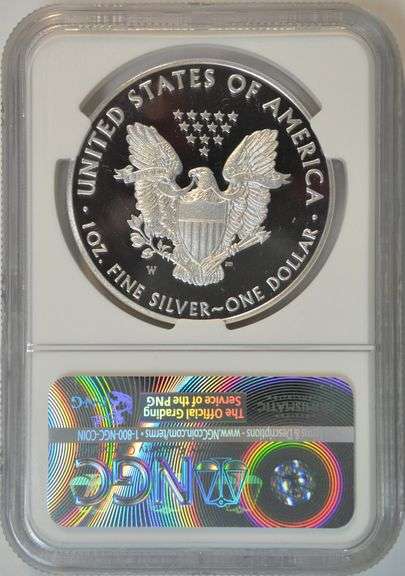 UNITED STATES OF AMERICA
W
1 OZ. FINE SILVER~ONE DOLLAR
The Official Grading
Service of the PNG
& Descriptions • www.NGCcoin.com/terms • 1-800-NGC-COIN
NGC